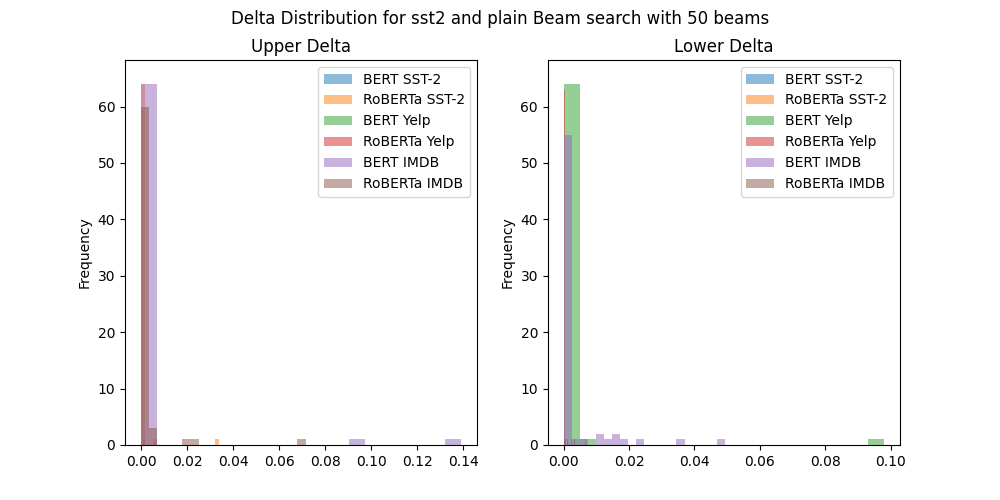 Delta Distribution for sst2 and plain Beam search with 50 beams
Upper Delta
Frequency
60
50
40
30
20
10
0
0.00 0.02 0.04 0.06 0.08 0.10 0.12 0.14
BERT SST-2
RoBERTa SST-2
BERT Yelp
RoBERTa Yelp
BERT IMDB
RoBERTa IMDB
Lower Delta
Frequency
60
50
40
30
20
10
0
0.00 0.02 0.04 0.06 0.08 0.10
BERT SST-2
RoBERTa SST-2
BERT Yelp
RoBERTa Yelp
BERT IMDB
RoBERTa IMDB